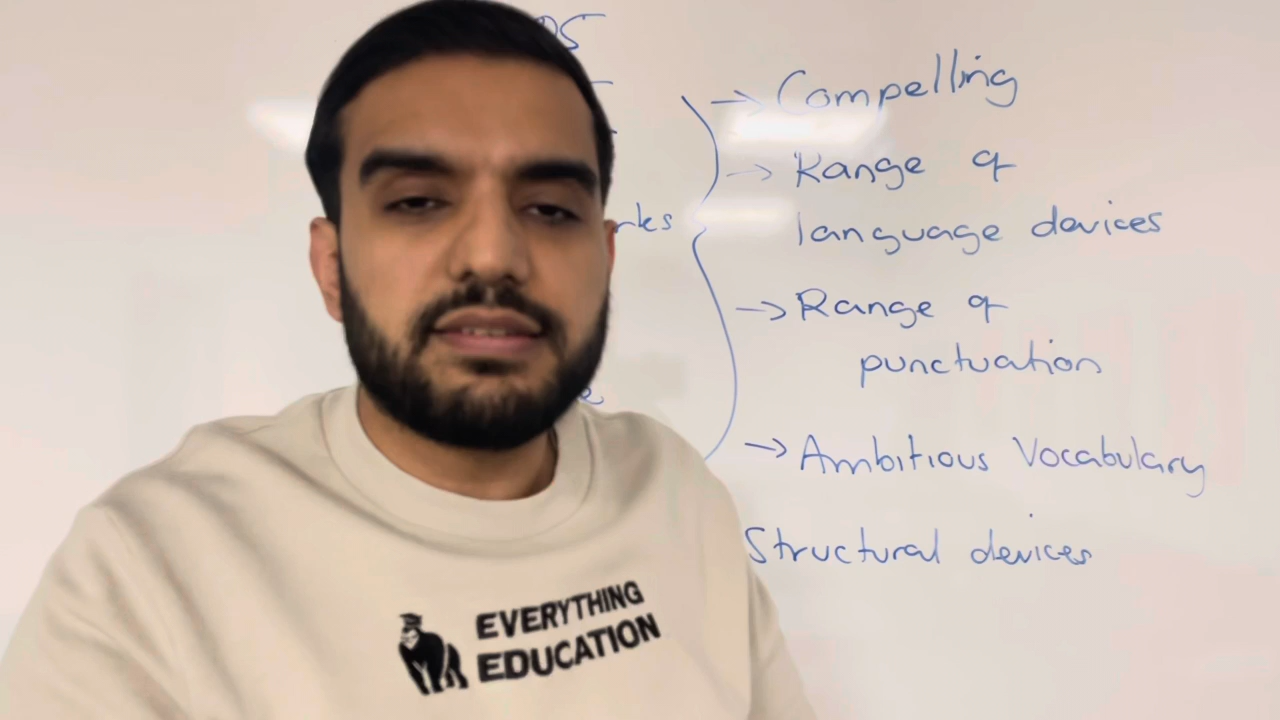 Compelling
Range of
language devices
Range of
punctuation
Ambitious Vocabulary
Structural devices
EVERYTHING
EDUCATION